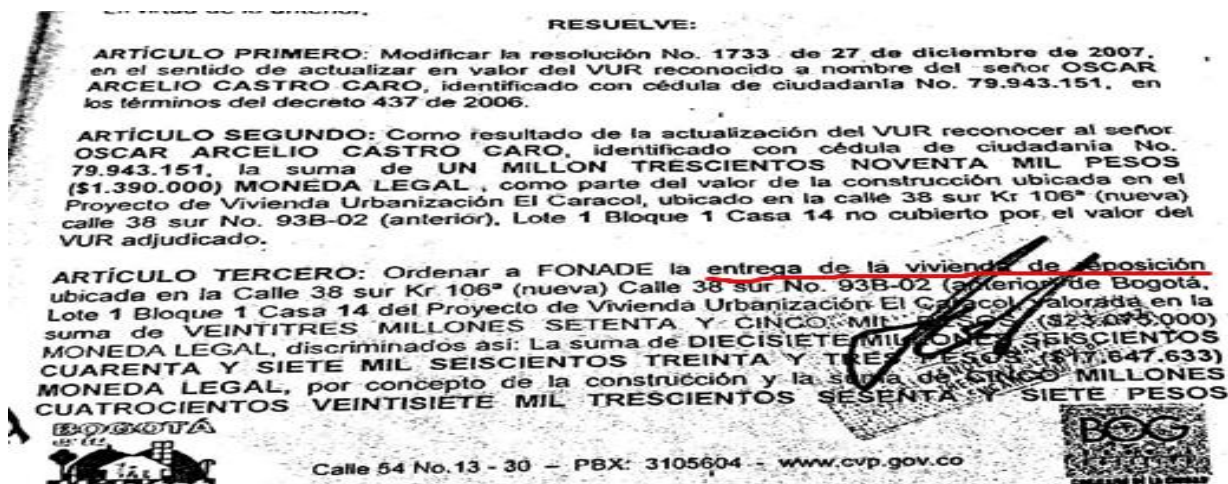 En virtud de lo anterior,
RESUELVE:
ARTÍCULO PRIMERO: Modificar la resolución No. 1733 de 27 de diciembre de 2007,
en el sentido de actualizar en valor del VUR reconocido a nombre del señor OSCAR
ARCELIO CASTRO CARO, identificado con cédula de ciudadanía No. 79.943.151, en
los términos del decreto 437 de 2006.
ARTÍCULO SEGUNDO: Como resultado de la actualización del VUR reconocer al señor
OSCAR ARCELIO CASTRO CARO, identificado con cédula de ciudadanía No.
79.943.151, la suma de UN MILLON TRESCIENTOS NOVENTA MIL PESOS
($1.390.000) MONEDA LEGAL, como parte del valor de la construcción ubicada en el
Proyecto de Vivienda Urbanización El Caracol, ubicado en la calle 38 sur Kr 106ª (nueva)
calle 38 sur No. 93B-02 (anterior), Lote 1 Bloque 1 Casa 14 no cubierto por el valor del
VUR adjudicado.
ARTÍCULO TERCERO: Ordenar a FONADE la entrega de la vivienda de reposición
ubicada en la Calle 38 sur Kr 106ª (nueva) Calle 38 sur No. 93B-02 (anterior) de Bogotá,
Lote 1 Bloque 1 Casa 14 del Proyecto de Vivienda Urbanización El Caracol, valorada en la
suma de VEINTITRES MILLONES SETENTA Y CINCO MIL PESOS ($23.075.000)
MONEDA LEGAL, discriminados así: La suma de DIECISIETE MILLONES SEISCIENTOS
CUARENTA Y SIETE MIL SEISCIENTOS TREINTA Y TRES PESOS ($17.647.633)
MONEDA LEGAL, por concepto de la construcción y la suma de CINCO MILLONES
CUATROCIENTOS VEINTISIETE MIL TRESCIENTOS SESENTA Y SIETE PESOS
BOGOTÁ
BOG
Calle 54 No. 13 - 30 – PBX: 3105604 - www.cvp.gov.co